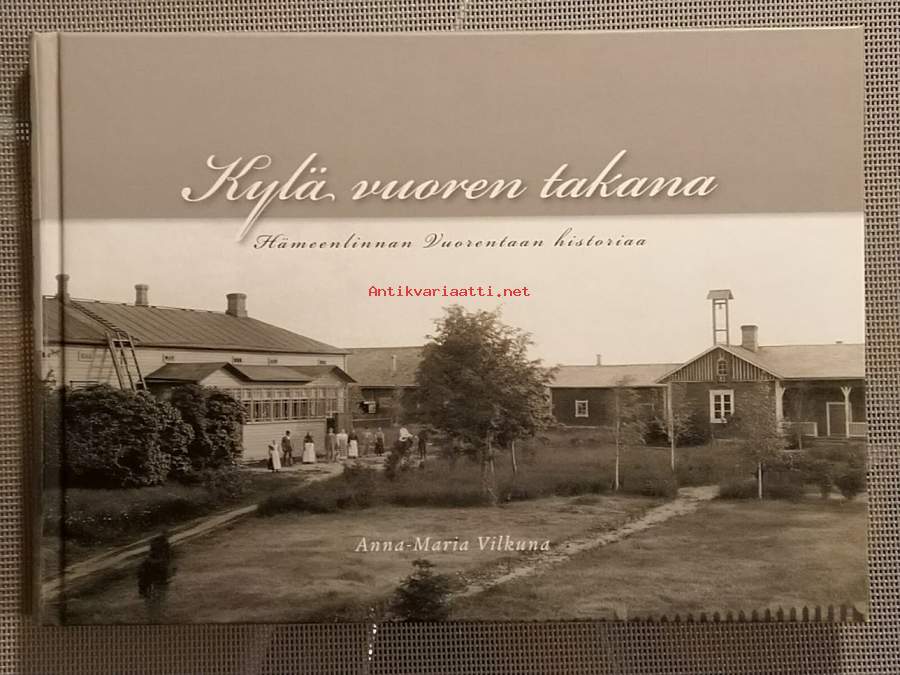 Kylä vuoren takana
Hämeenlinnan Vuorentaan historiaa
Antikvariaatti.net
Anna-Maria Vilkuna